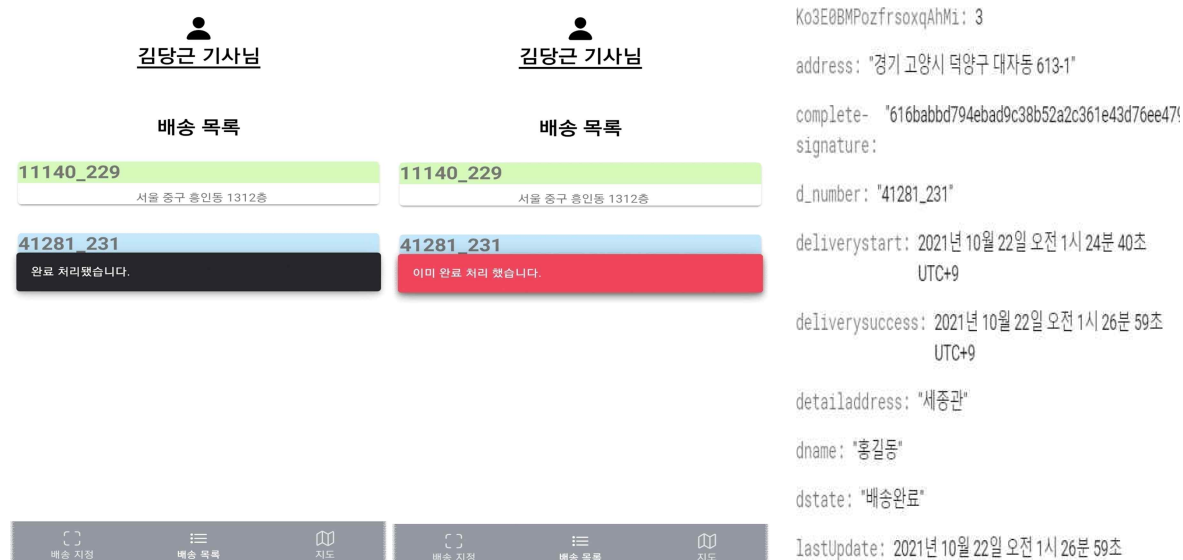 김당근 기사님
배송 목록
11140_229
서울 중구 흥인동 1312층
41281_231
완료 처리됐습니다.
배송 지정
배송 목록
지도
김당근 기사님
배송 목록
11140_229
서울 중구 흥인동 1312층
41281_231
이미 완료 처리 했습니다.
배송 지정
배송 목록
지도
Ko3E0BMPozfrsoxqAhMi: 3
address: "경기 고양시 덕양구 대자동 613-1"
complete- "616babbd794ebad9c38b52a2c361e43d76ee479
signature:
d_number: "41281_231"
deliverystart: 2021년 10월 22일 오전 1시 24분 40초
UTC+9
deliverysuccess: 2021년 10월 22일 오전 1시 26분 59초
UTC+9
detailaddress: "세종관"
dname: "홍길동"
dstate: "배송완료"
lastUpdate: 2021년 10월 22일 오전 1시 26분 59초